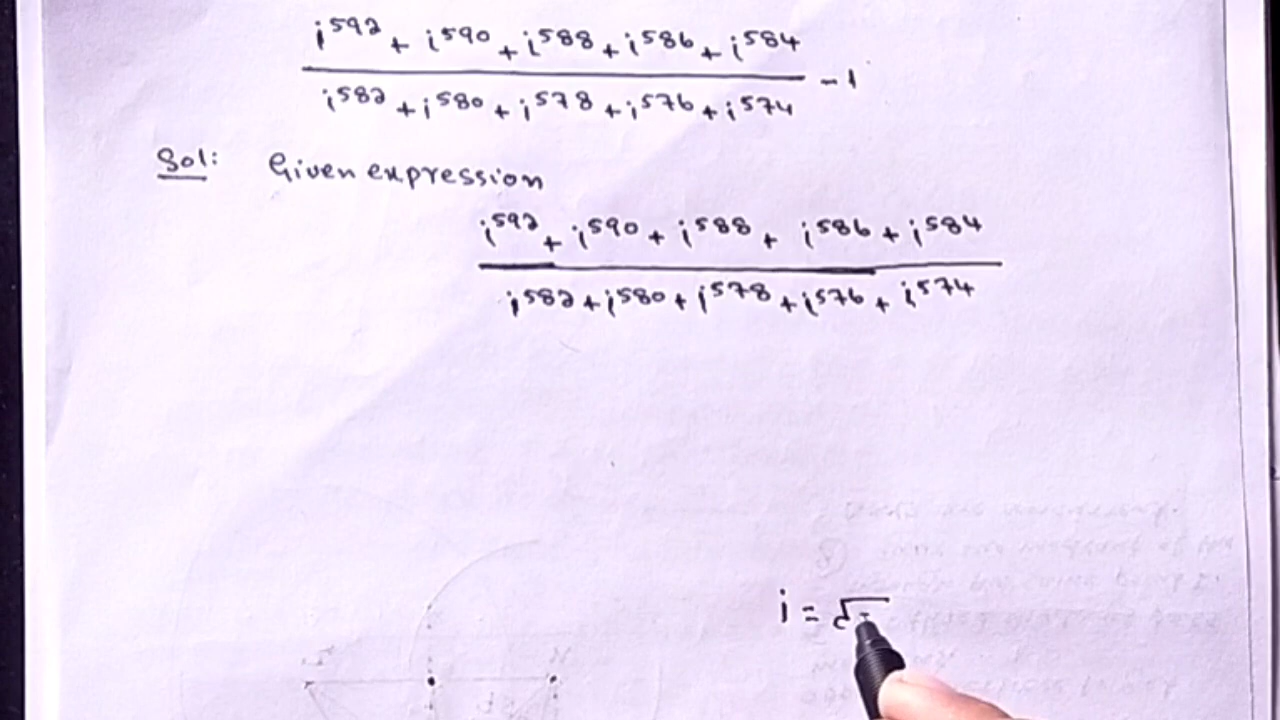 i^592 + i^590 + i^588 + i^586 + i^584
i^582 + i^580 + i^578 + i^576 + i^574 - 1
Sol: Given expression
i^592 + i^590 + i^588 + i^586 + i^584
i^582 + i^580 + i^578 + i^576 + i^574
i = √-